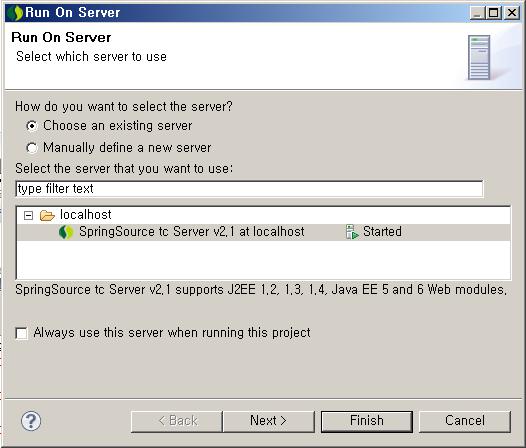 Run On Server
Run On Server
Select which server to use
How do you want to select the server?
Choose an existing server
Manually define a new server
Select the server that you want to use:
type filter text
localhost
SpringSource tc Server v2.1 at localhost Started
SpringSource tc Server v2.1 supports J2EE 1.2, 1.3, 1.4, Java EE 5 and 6 Web modules.
Always use this server when running this project
? < Back Next > Finish Cancel